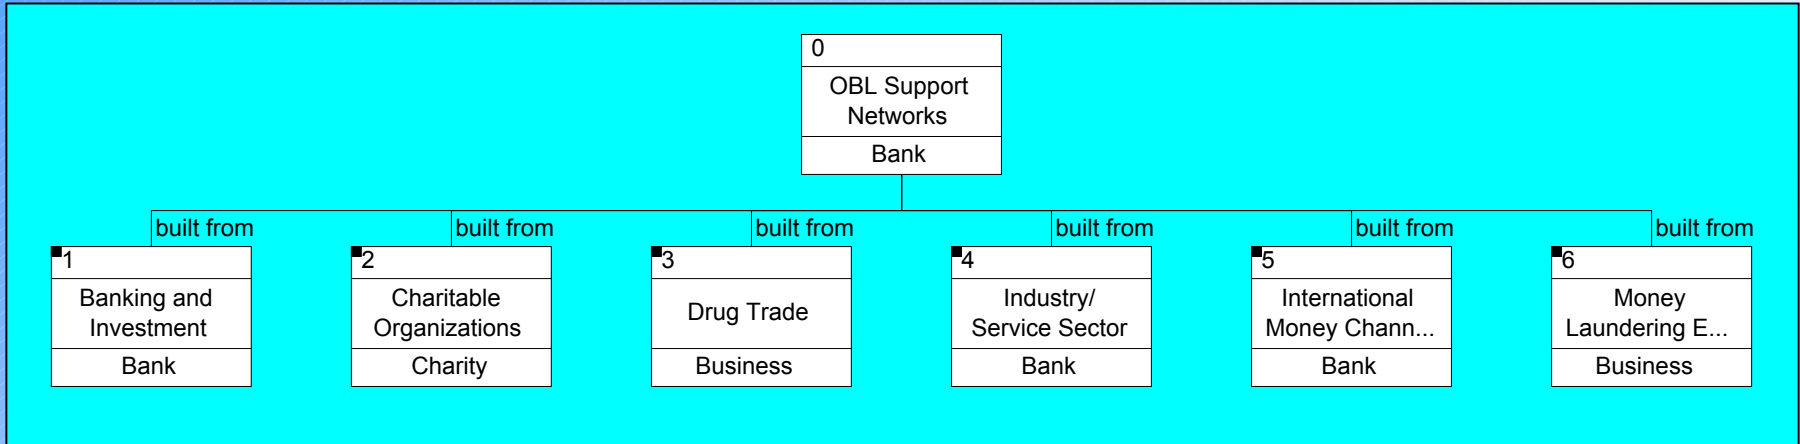 0
OBL Support
Networks
Bank
built from built from built from built from built from built from
1 2 3 4 5 6
Banking and Charitable Drug Trade Industry/ International Money
Investment Organizations Service Sector Money Chann... Laundering E...
Bank Charity Business Bank Bank Business